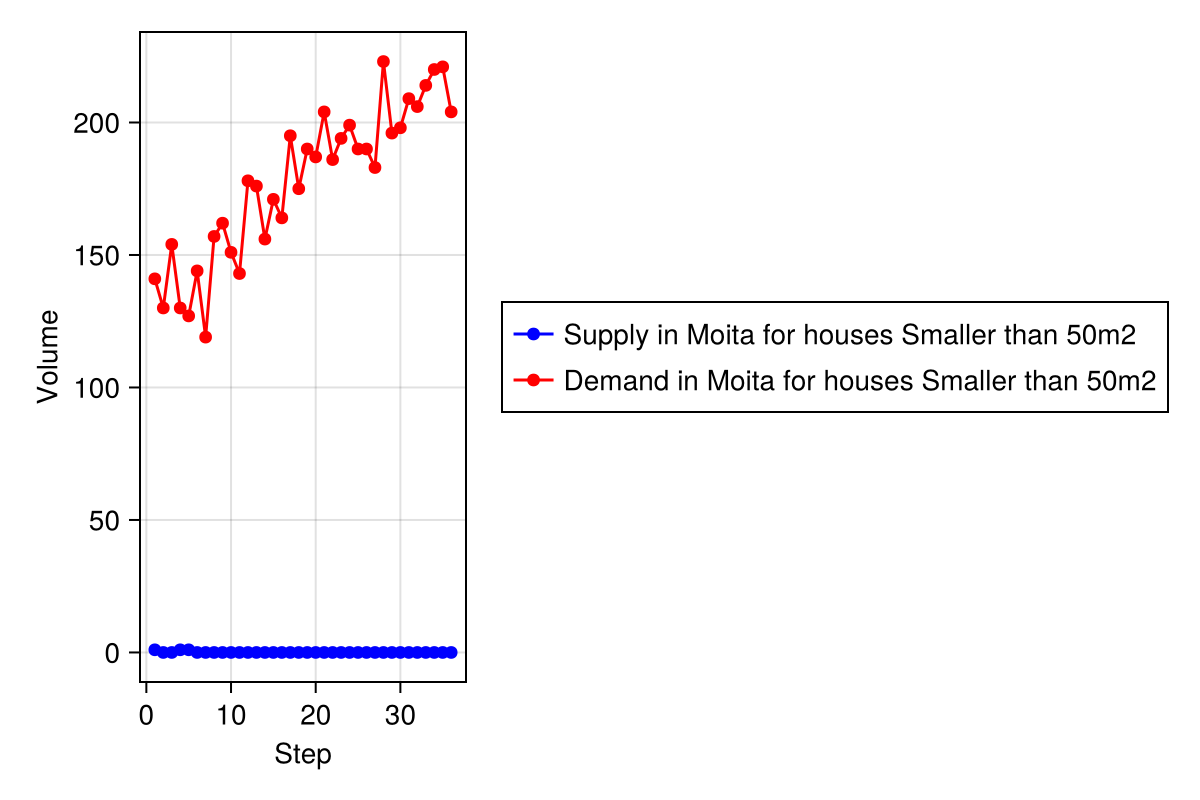 200
150
100
50
0
Volume
0 10 20 30
Step
Supply in Moita for houses Smaller than 50m2
Demand in Moita for houses Smaller than 50m2